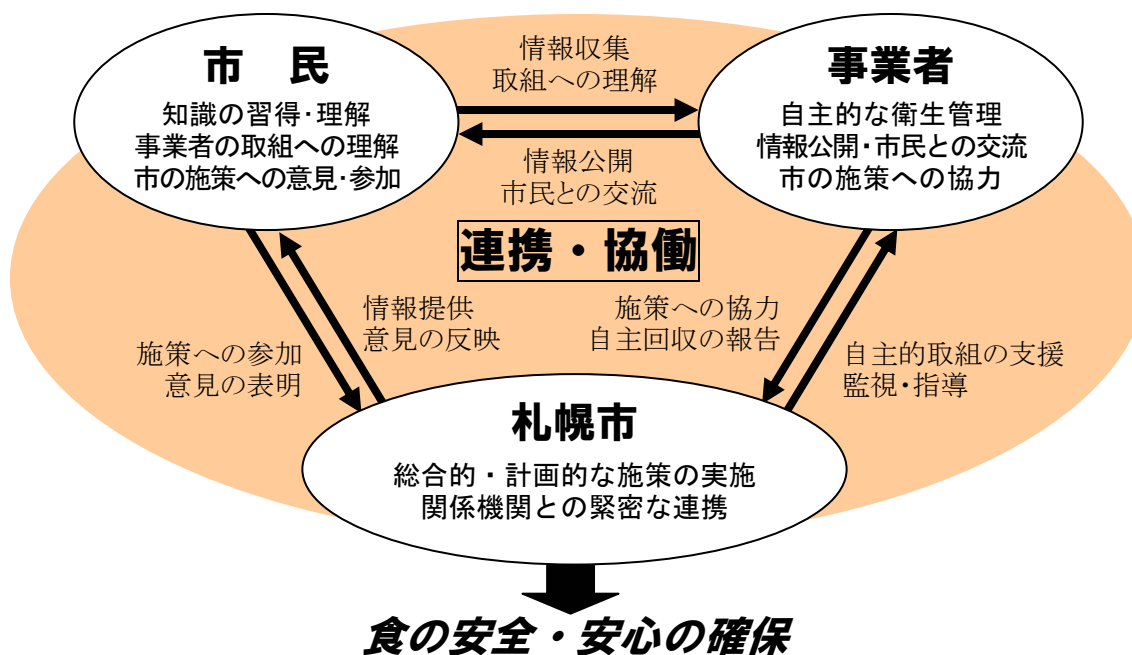 市　民
知識の習得・理解
事業者の取組への理解
市の施策への意見・参加
情報収集
取組への理解
事業者
自主的な衛生管理
情報公開・市民との交流
市の施策への協力
情報公開
市民との交流
連携・協働
情報提供
意見の反映
施策への協力
自主回収の報告
施策への参加
意見の表明
自主的取組の支援
監視・指導
札幌市
総合的・計画的な施策の実施
関係機関との緊密な連携
食の安全・安心の確保